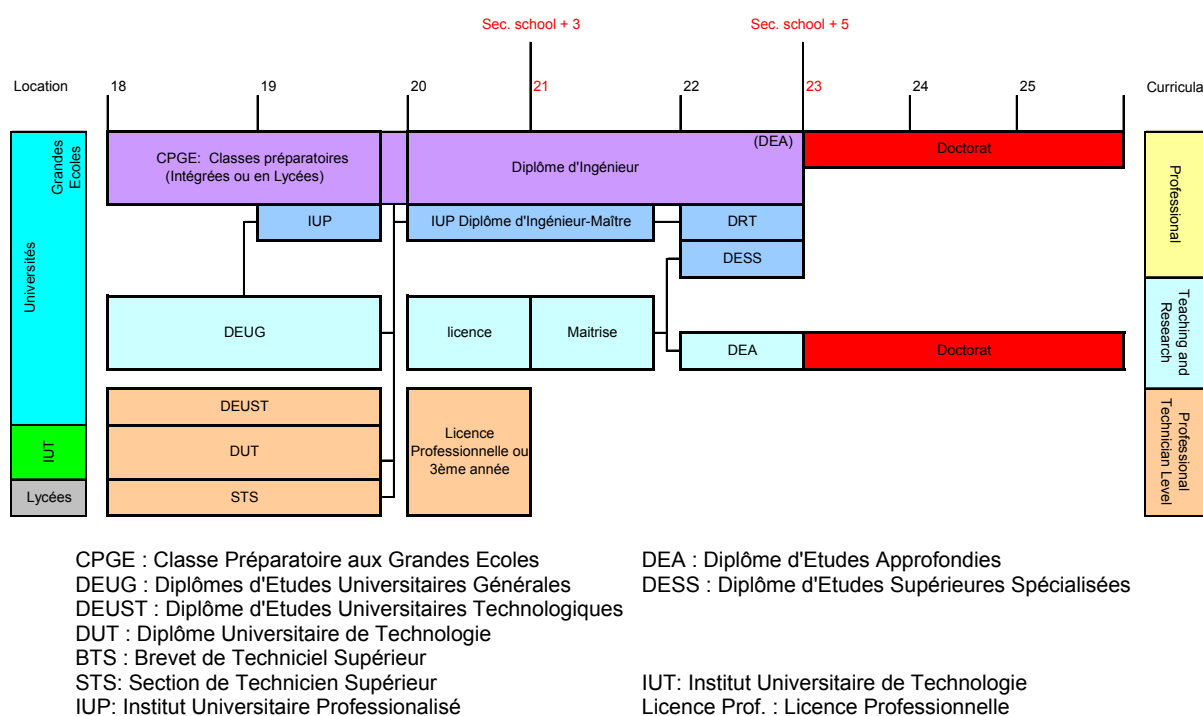 Sec. school + 3
Sec. school + 5
Location
18
19
20
21
22
23
24
25
Curricula
Grandes
Ecoles
CPGE: Classes préparatoires
(Intégrées ou en Lycées)
Diplôme d'Ingénieur
(DEA)
Doctorat
Professional
IUP
IUP Diplôme d'Ingénieur-Maître
DRT
DESS
Universités
DEUG
licence
Maitrise
DEA
Doctorat
Teaching and
Research
DEUST
IUT
DUT
Licence
Professionnelle ou
3ème année
Professional
Technician Level
Lycées
STS
CPGE : Classe Préparatoire aux Grandes Ecoles
DEUG : Diplômes d'Etudes Universitaires Générales
DEUST : Diplôme d'Etudes Universitaires Technologiques
DUT : Diplôme Universitaire de Technologie
BTS : Brevet de Techniciel Supérieur
STS: Section de Technicien Supérieur
IUP: Institut Universitaire Professionalisé
DEA : Diplôme d'Etudes Approfondies
DESS : Diplôme d'Etudes Supérieures Spécialisées
IUT: Institut Universitaire de Technologie
Licence Prof. : Licence Professionnelle